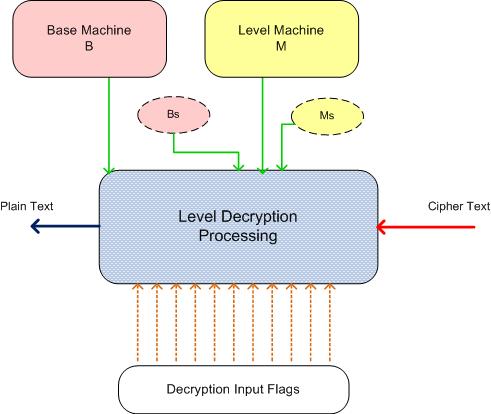 Base Machine
B
Level Machine
M
Bs
Ms
Plain Text
Cipher Text
Level Decryption
Processing
Decryption Input Flags